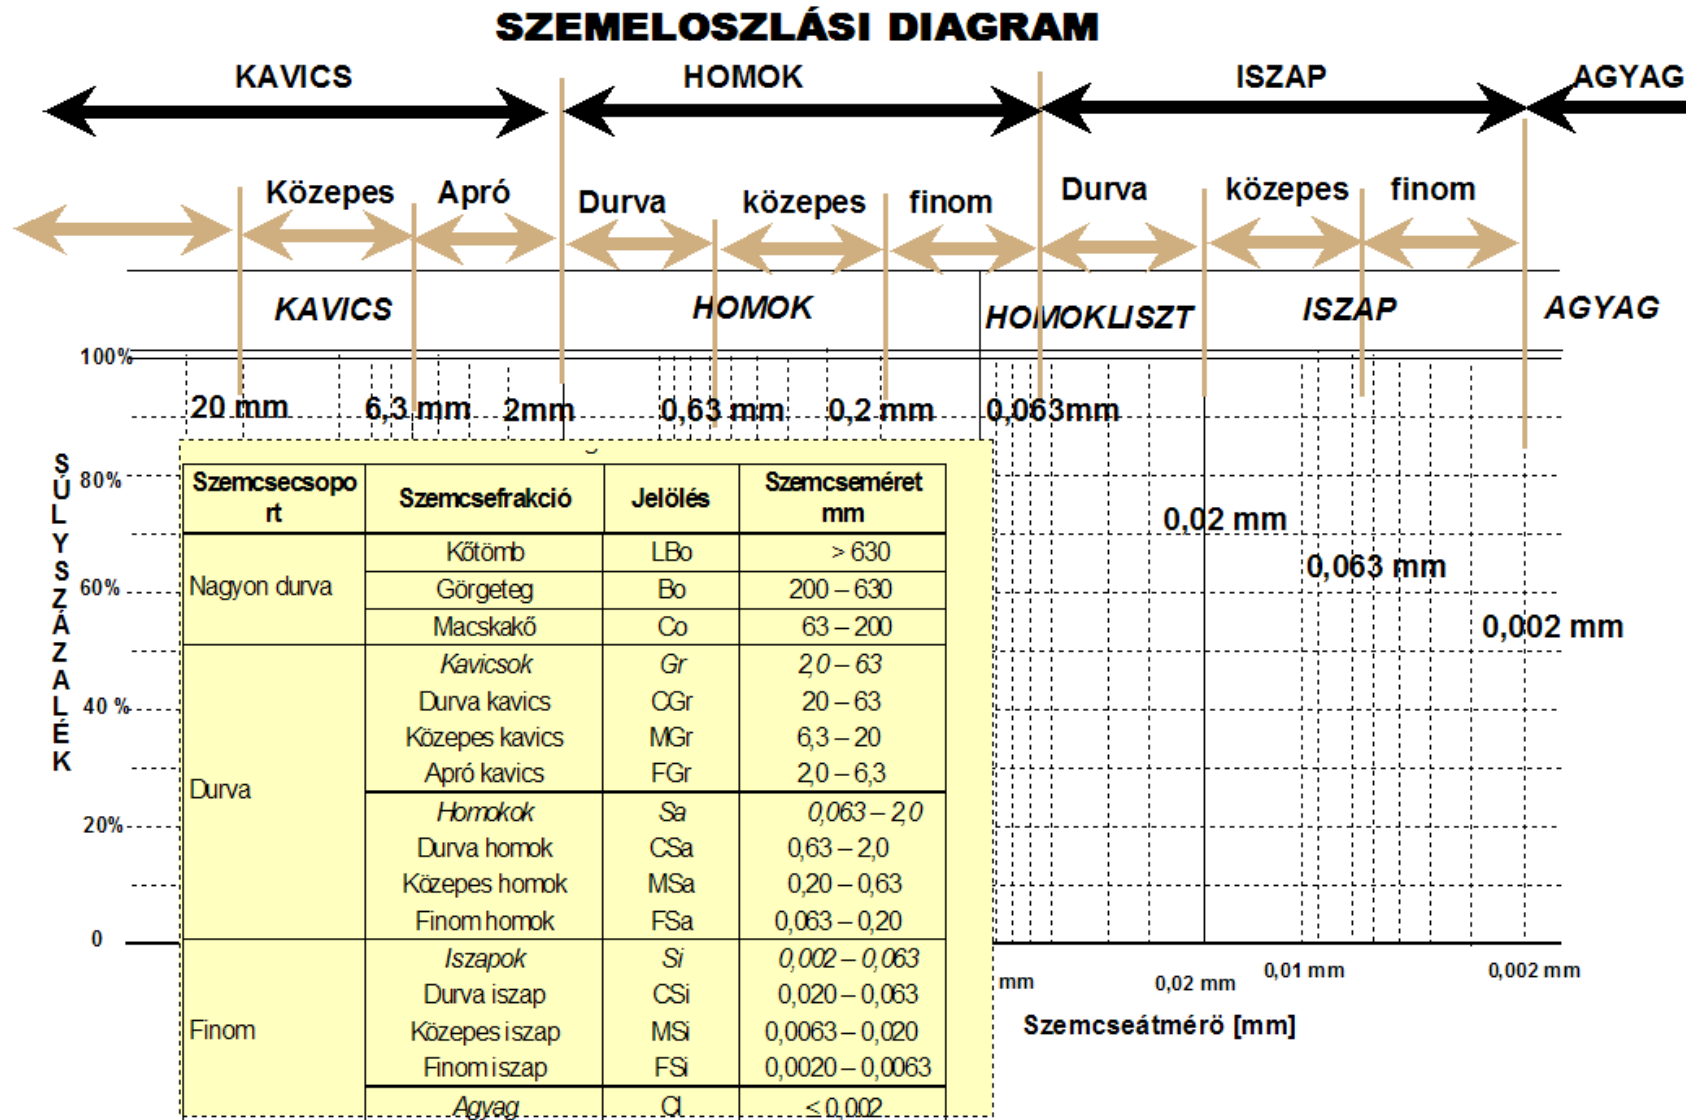 SZEMELOSZLÁSI DIAGRAM
KAVICS HOMOK ISZAP AGYAG
Közepes Apró Durva közepes finom Durva közepes finom
KAVICS HOMOK HOMOKLISZT ISZAP AGYAG
100%
20 mm 6,3 mm 2mm 0,63 mm 0,2 mm 0,063mm
SÚLYSZÁZALÉK
80%
60%
40 %
20%
0
0,02 mm
0,063 mm
0,002 mm
Szemcsecsopo
rt
Szemcsefrakció Jelölés Szemcseméret
mm
Nagyon durva
Kőtömb LBo > 630
Görgeteg Bo 200 – 630
Macskakő Co 63 – 200
Durva
Kavicsok Gr 2,0 – 63
Durva kavics CGr 20 – 63
Közepes kavics MGr 6,3 – 20
Apró kavics FGr 2,0 – 6,3
Homokok Sa 0,063 – 2,0
Durva homok CSa 0,63 – 2,0
Közepes homok MSa 0,20 – 0,63
Finom homok FSa 0,063 – 0,20
Finom
Iszapok Si 0,002 – 0,063
Durva iszap CSi 0,020 – 0,063
Közepes iszap MSi 0,0063 – 0,020
Finom iszap FSi 0,0020 – 0,0063
Agyag Cl ≤ 0,002
mm 0,02 mm 0,01 mm 0,002 mm
Szemcseátmérö [mm]